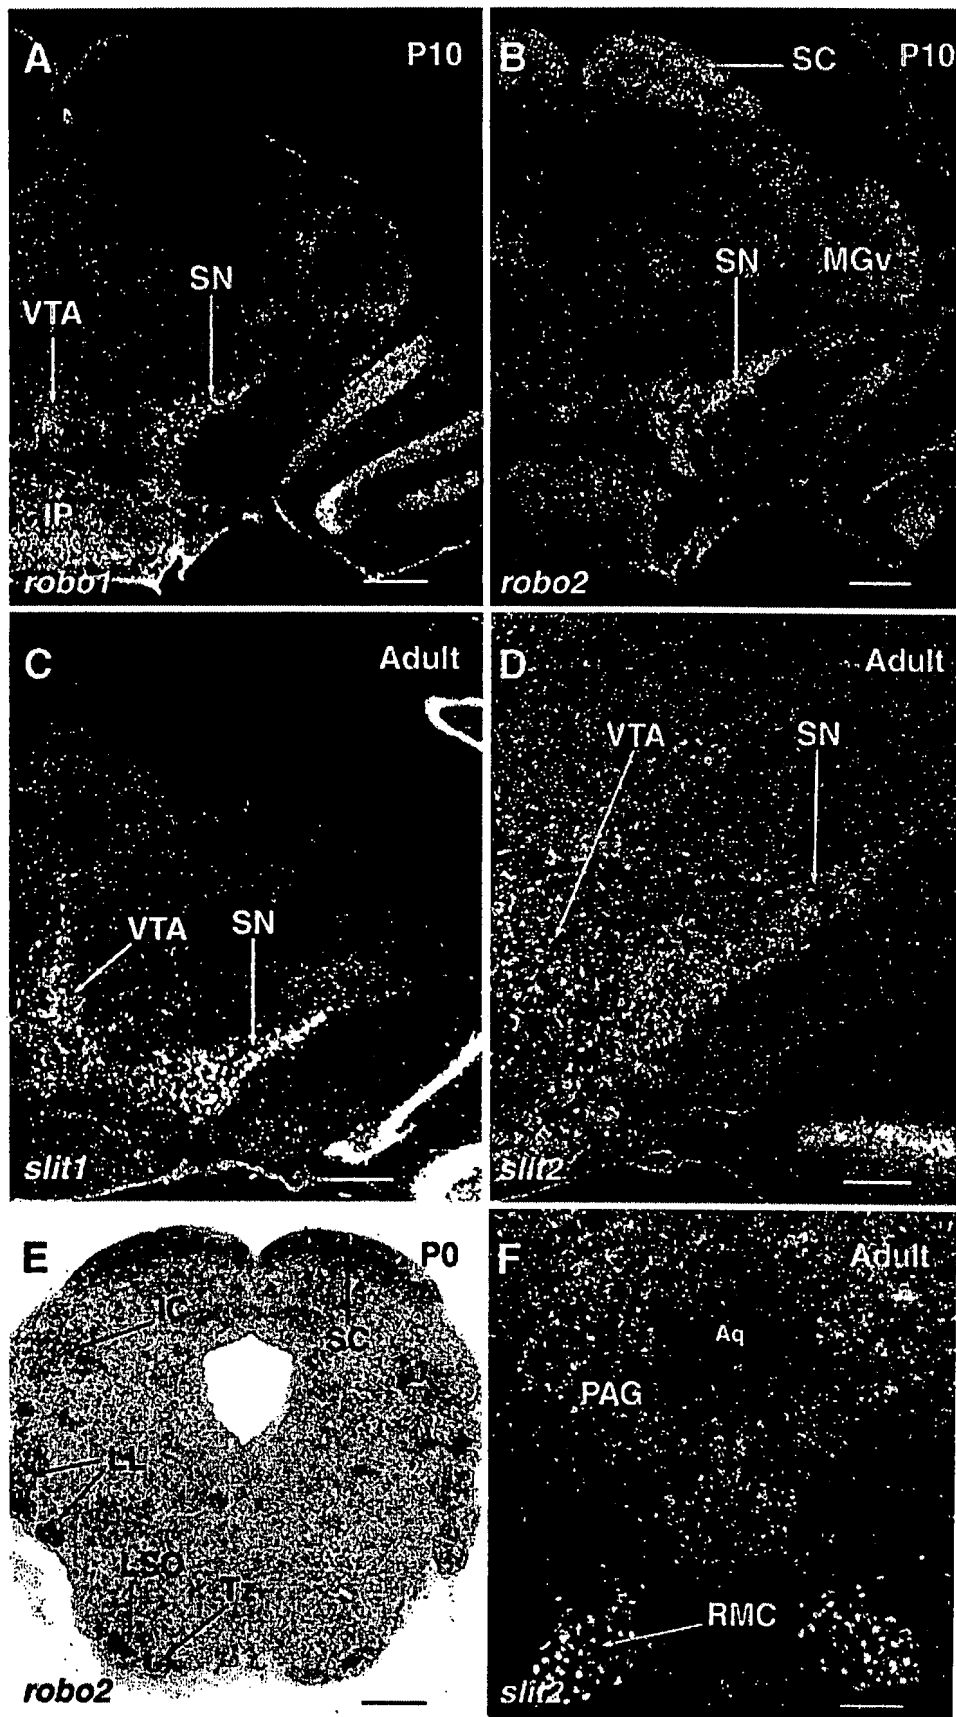 A P10
VTA
SN
IP
robo1
B SC P10
SN
MGv
robo2
C Adult
VTA
SN
slit1
D Adult
VTA
SN
slit2
E P0
IC
SC
LL
LSO
Tz
robo2
F Adult
Aq
PAG
RMC
slit2